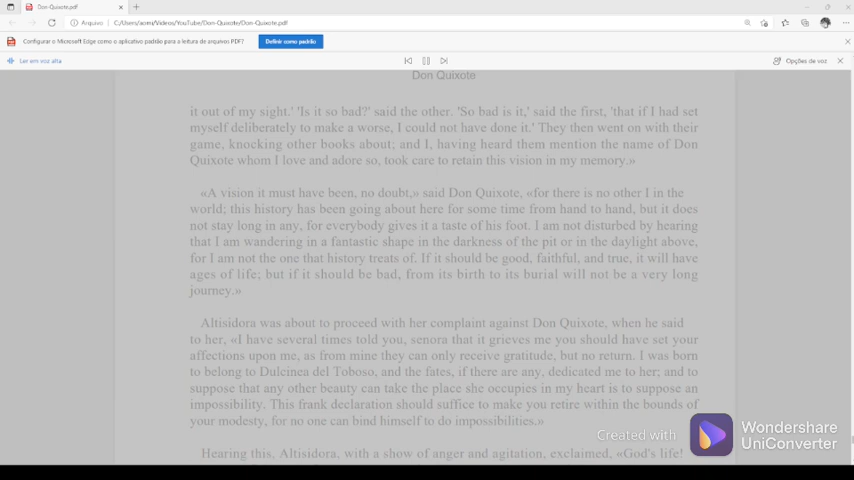 Don-Quixote.pdf
Arquivo
C:/Users/aoms/Videos/YouTube/Don-Quixote/Don-Quixote.pdf
Configurar o Microsoft Edge como o aplicativo padrão para a leitura de arquivos PDF?
Definir como padrão
Ler em voz alta
Opções de voz
Don Quixote
it out of my sight.' 'Is it so bad?' said the other. 'So bad is it,' said the first, 'that if I had set
myself deliberately to make a worse, I could not have done it.' They then went on with their
game, knocking other books about; and I, having heard them mention the name of Don
Quixote whom I love and adore so, took care to retain this vision in my memory.»
«A vision it must have been, no doubt,» said Don Quixote, «for there is no other I in the
world; this history has been going about here for some time from hand to hand, but it does
not stay long in any, for everybody gives it a taste of his foot. I am not disturbed by hearing
that I am wandering in a fantastic shape in the darkness of the pit or in the daylight above,
for I am not the one that history treats of. If it should be good, faithful, and true, it will have
ages of life; but if it should be bad, from its birth to its burial will not be a very long
journey.»
Altisidora was about to proceed with her complaint against Don Quixote, when he said
to her, «I have several times told you, senora that it grieves me you should have set your
affections upon me, as from mine they can only receive gratitude, but no return. I was born
to belong to Dulcinea del Toboso, and the fates, if there are any, dedicated me to her; and to
suppose that any other beauty can take the place she occupies in my heart is to suppose an
impossibility. This frank declaration should suffice to make you retire within the bounds of
your modesty, for no one can bind himself to do impossibilities.»
Hearing this, Altisidora, with a show of anger and agitation, exclaimed, «God's life!
Created with
Wondershare
UniConverter